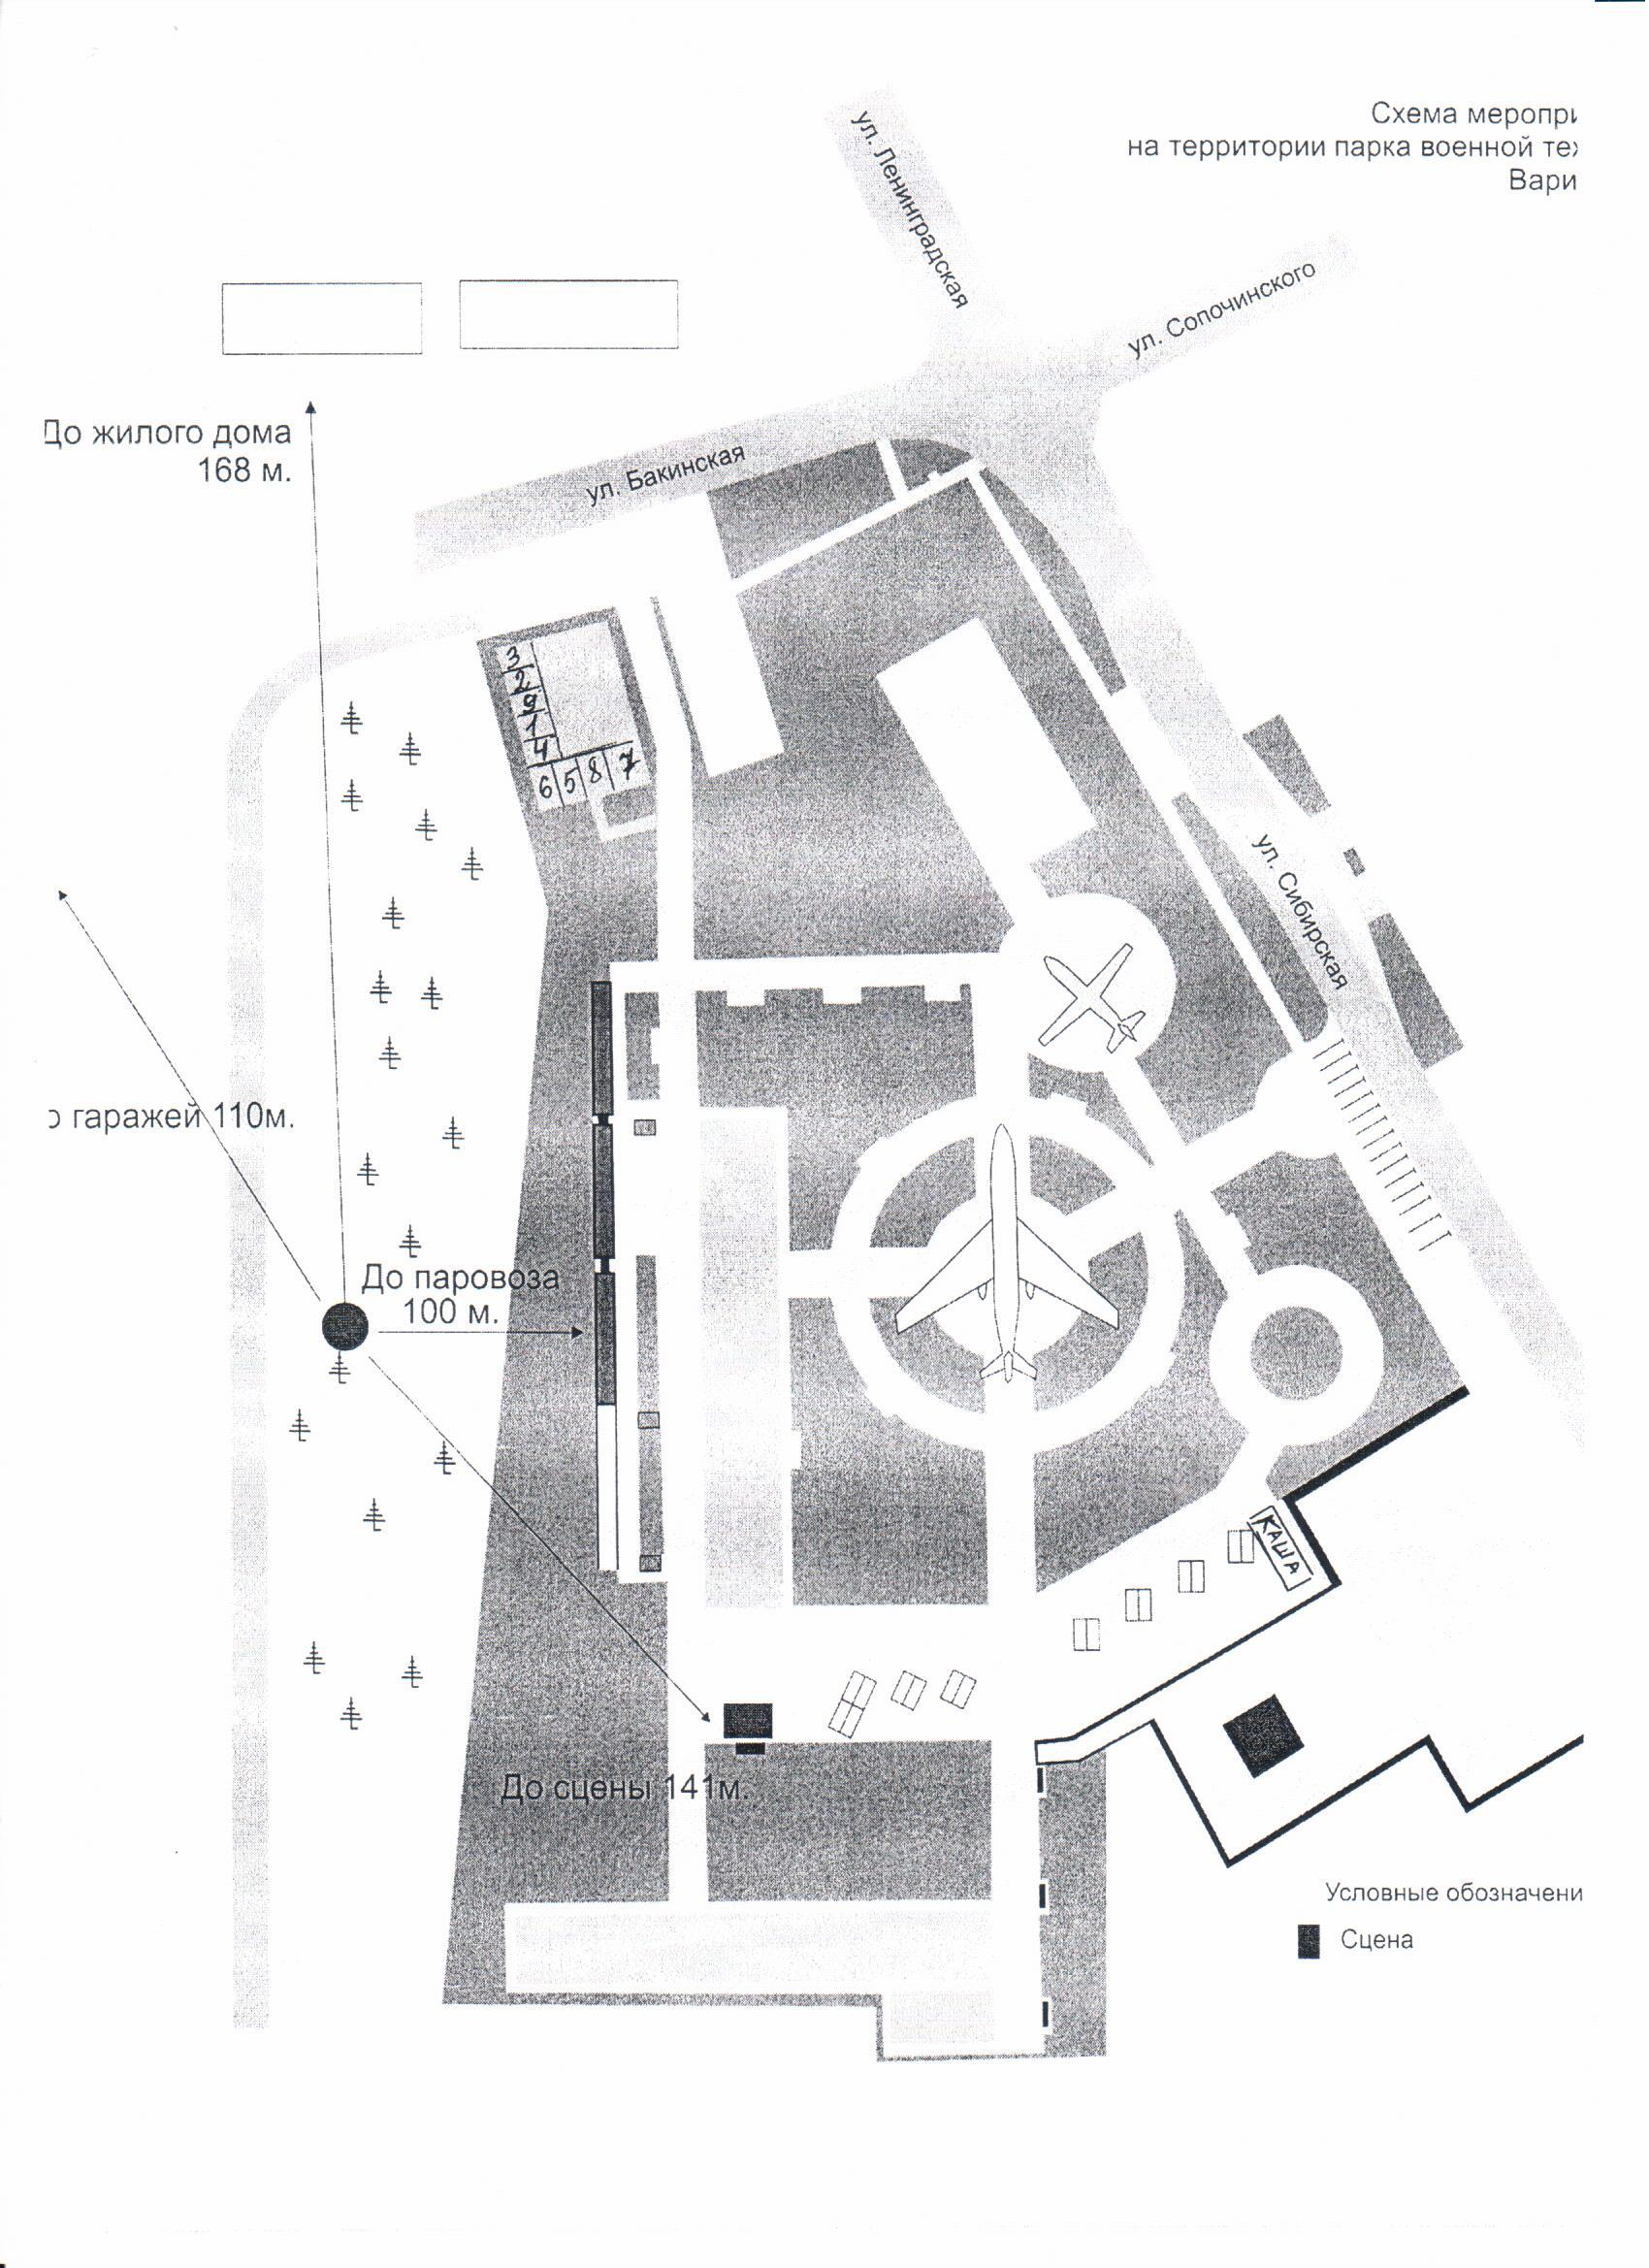 Схема меропри
на территории парка военной тех
Вари
ул. Ленинградская
ул. Сопочинского
До жилого дома
168 м.
ул. Бакинская
3
2
9
1
4
6 5 8 7
ул. Сибирская
о гаражей 110м.
До паровоза
100 м.
КАША
До сцены 141м.
Условные обозначени
Сцена